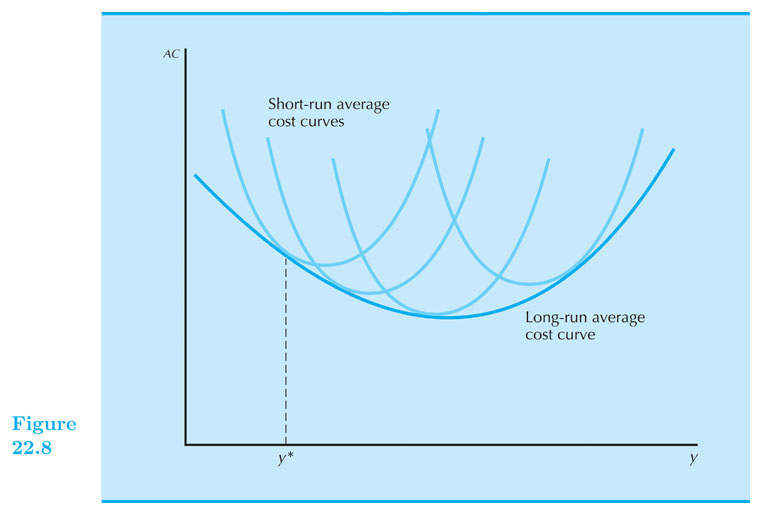 AC
Short-run average
cost curves
Long-run average
cost curve
Figure
22.8
y*
y